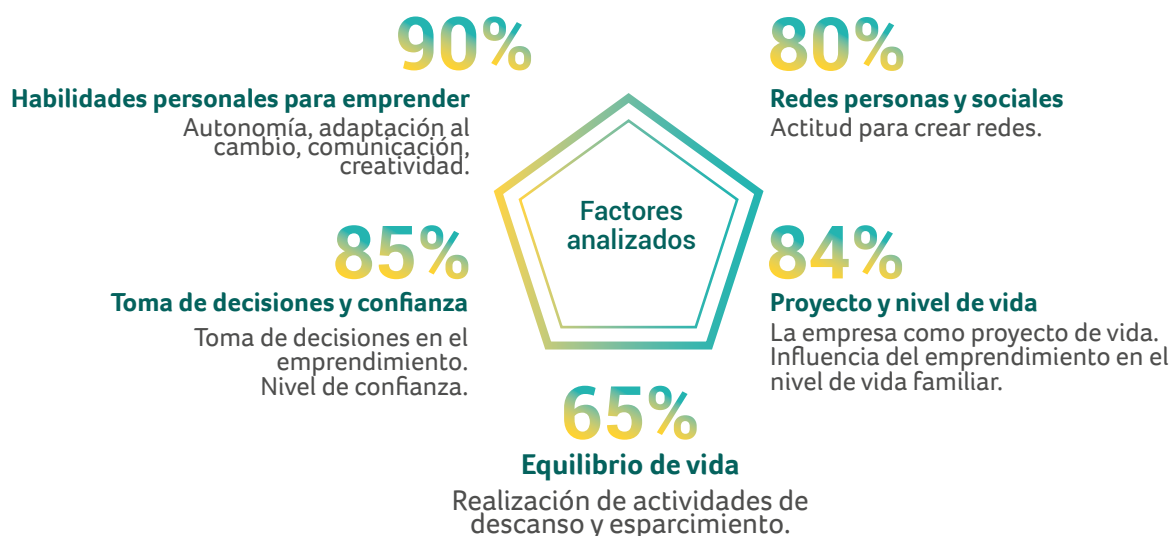 90%
Habilidades personales para emprender
Autonomía, adaptación al
cambio, comunicación,
creatividad.
80%
Redes personas y sociales
Actitud para crear redes.
Factores
analizados
85%
Toma de decisiones y confianza
Toma de decisiones en el
emprendimiento.
Nivel de confianza.
84%
Proyecto y nivel de vida
La empresa como proyecto de vida.
Influencia del emprendimiento en el
nivel de vida familiar.
65%
Equilibrio de vida
Realización de actividades de
descanso y esparcimiento.